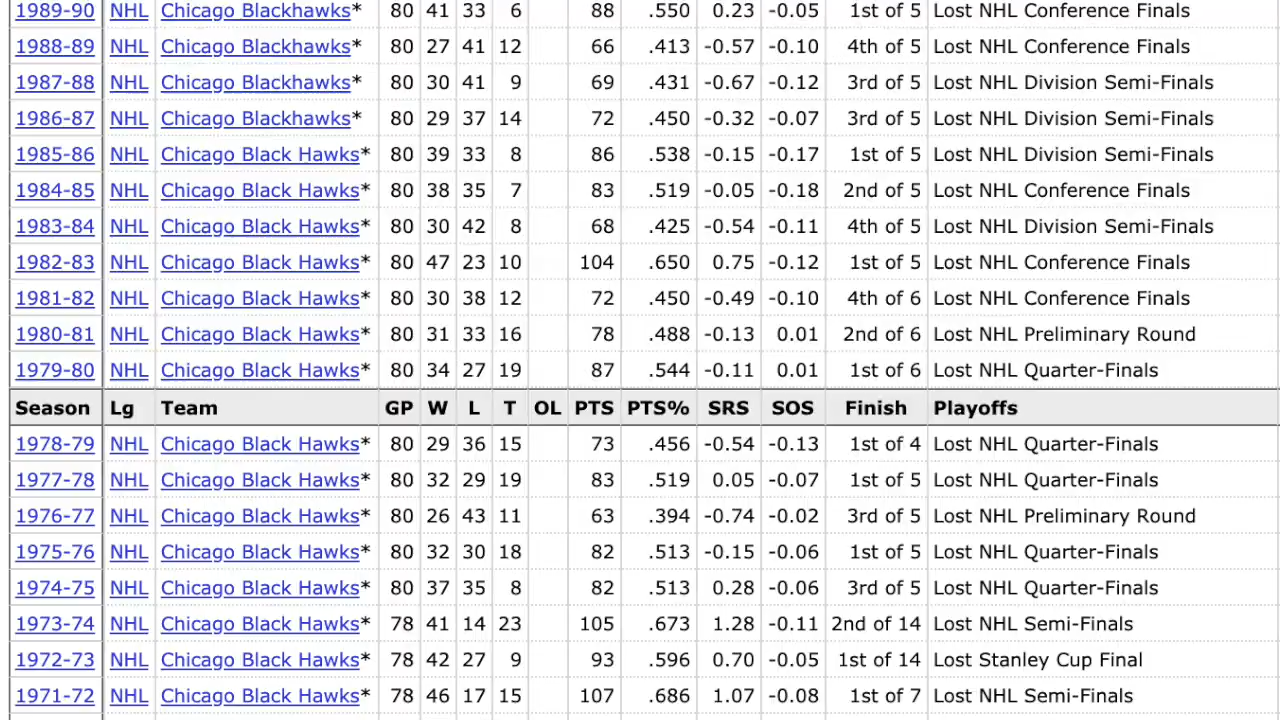 1989-90 NHL Chicago Blackhawks* 80 41 33 6 88 .550 0.23 -0.05 1st of 5 Lost NHL Conference Finals
1988-89 NHL Chicago Blackhawks* 80 27 41 12 66 .413 -0.57 -0.10 4th of 5 Lost NHL Conference Finals
1987-88 NHL Chicago Blackhawks* 80 30 41 9 69 .431 -0.67 -0.12 3rd of 5 Lost NHL Division Semi-Finals
1986-87 NHL Chicago Blackhawks* 80 29 37 14 72 .450 -0.32 -0.07 3rd of 5 Lost NHL Division Semi-Finals
1985-86 NHL Chicago Black Hawks* 80 39 33 8 86 .538 -0.15 -0.17 1st of 5 Lost NHL Division Semi-Finals
1984-85 NHL Chicago Black Hawks* 80 38 35 7 83 .519 -0.05 -0.18 2nd of 5 Lost NHL Conference Finals
1983-84 NHL Chicago Black Hawks* 80 30 42 8 68 .425 -0.54 -0.11 4th of 5 Lost NHL Division Semi-Finals
1982-83 NHL Chicago Black Hawks* 80 47 23 10 104 .650 0.75 -0.12 1st of 5 Lost NHL Conference Finals
1981-82 NHL Chicago Black Hawks* 80 30 38 12 72 .450 -0.49 -0.10 4th of 6 Lost NHL Conference Finals
1980-81 NHL Chicago Black Hawks* 80 31 33 16 78 .488 -0.13 0.01 2nd of 6 Lost NHL Preliminary Round
1979-80 NHL Chicago Black Hawks* 80 34 27 19 87 .544 -0.11 0.01 1st of 6 Lost NHL Quarter-Finals
Season Lg Team GP W L T OL PTS PTS% SRS SOS Finish Playoffs
1978-79 NHL Chicago Black Hawks* 80 29 36 15 73 .456 -0.54 -0.13 1st of 4 Lost NHL Quarter-Finals
1977-78 NHL Chicago Black Hawks* 80 32 29 19 83 .519 0.05 -0.07 1st of 5 Lost NHL Quarter-Finals
1976-77 NHL Chicago Black Hawks* 80 26 43 11 63 .394 -0.74 -0.02 3rd of 5 Lost NHL Preliminary Round
1975-76 NHL Chicago Black Hawks* 80 32 30 18 82 .513 -0.15 -0.06 1st of 5 Lost NHL Quarter-Finals
1974-75 NHL Chicago Black Hawks* 80 37 35 8 82 .513 0.28 -0.06 3rd of 5 Lost NHL Quarter-Finals
1973-74 NHL Chicago Black Hawks* 78 41 14 23 105 .673 1.28 -0.11 2nd of 14 Lost NHL Semi-Finals
1972-73 NHL Chicago Black Hawks* 78 42 27 9 93 .596 0.70 -0.05 1st of 14 Lost Stanley Cup Final
1971-72 NHL Chicago Black Hawks* 78 46 17 15 107 .686 1.07 -0.08 1st of 7 Lost NHL Semi-Finals